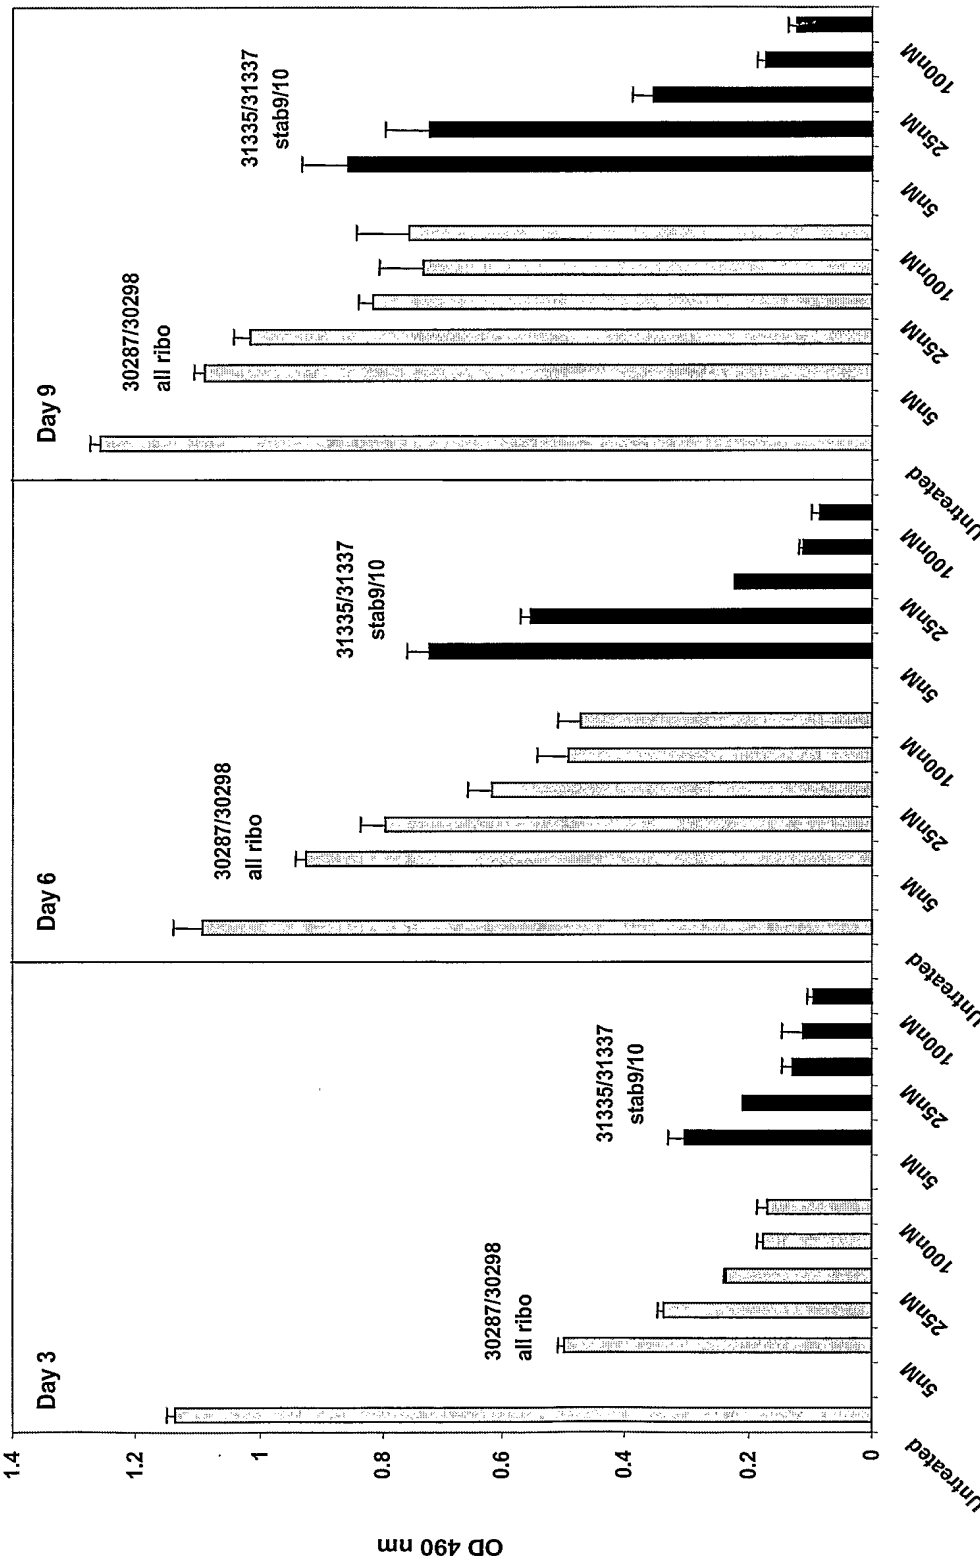 OD 490 nm
1.4
1.2
1
0.8
0.6
0.4
0.2
0
Day 3
30287/30298
all ribo
31335/31337
stab9/10
Untreated
5nM
25nM
100nM
5nM
25nM
100nM
Day 6
30287/30298
all ribo
31335/31337
stab9/10
Untreated
5nM
25nM
100nM
5nM
25nM
100nM
Day 9
30287/30298
all ribo
31335/31337
stab9/10
Untreated
5nM
25nM
100nM
5nM
25nM
100nM